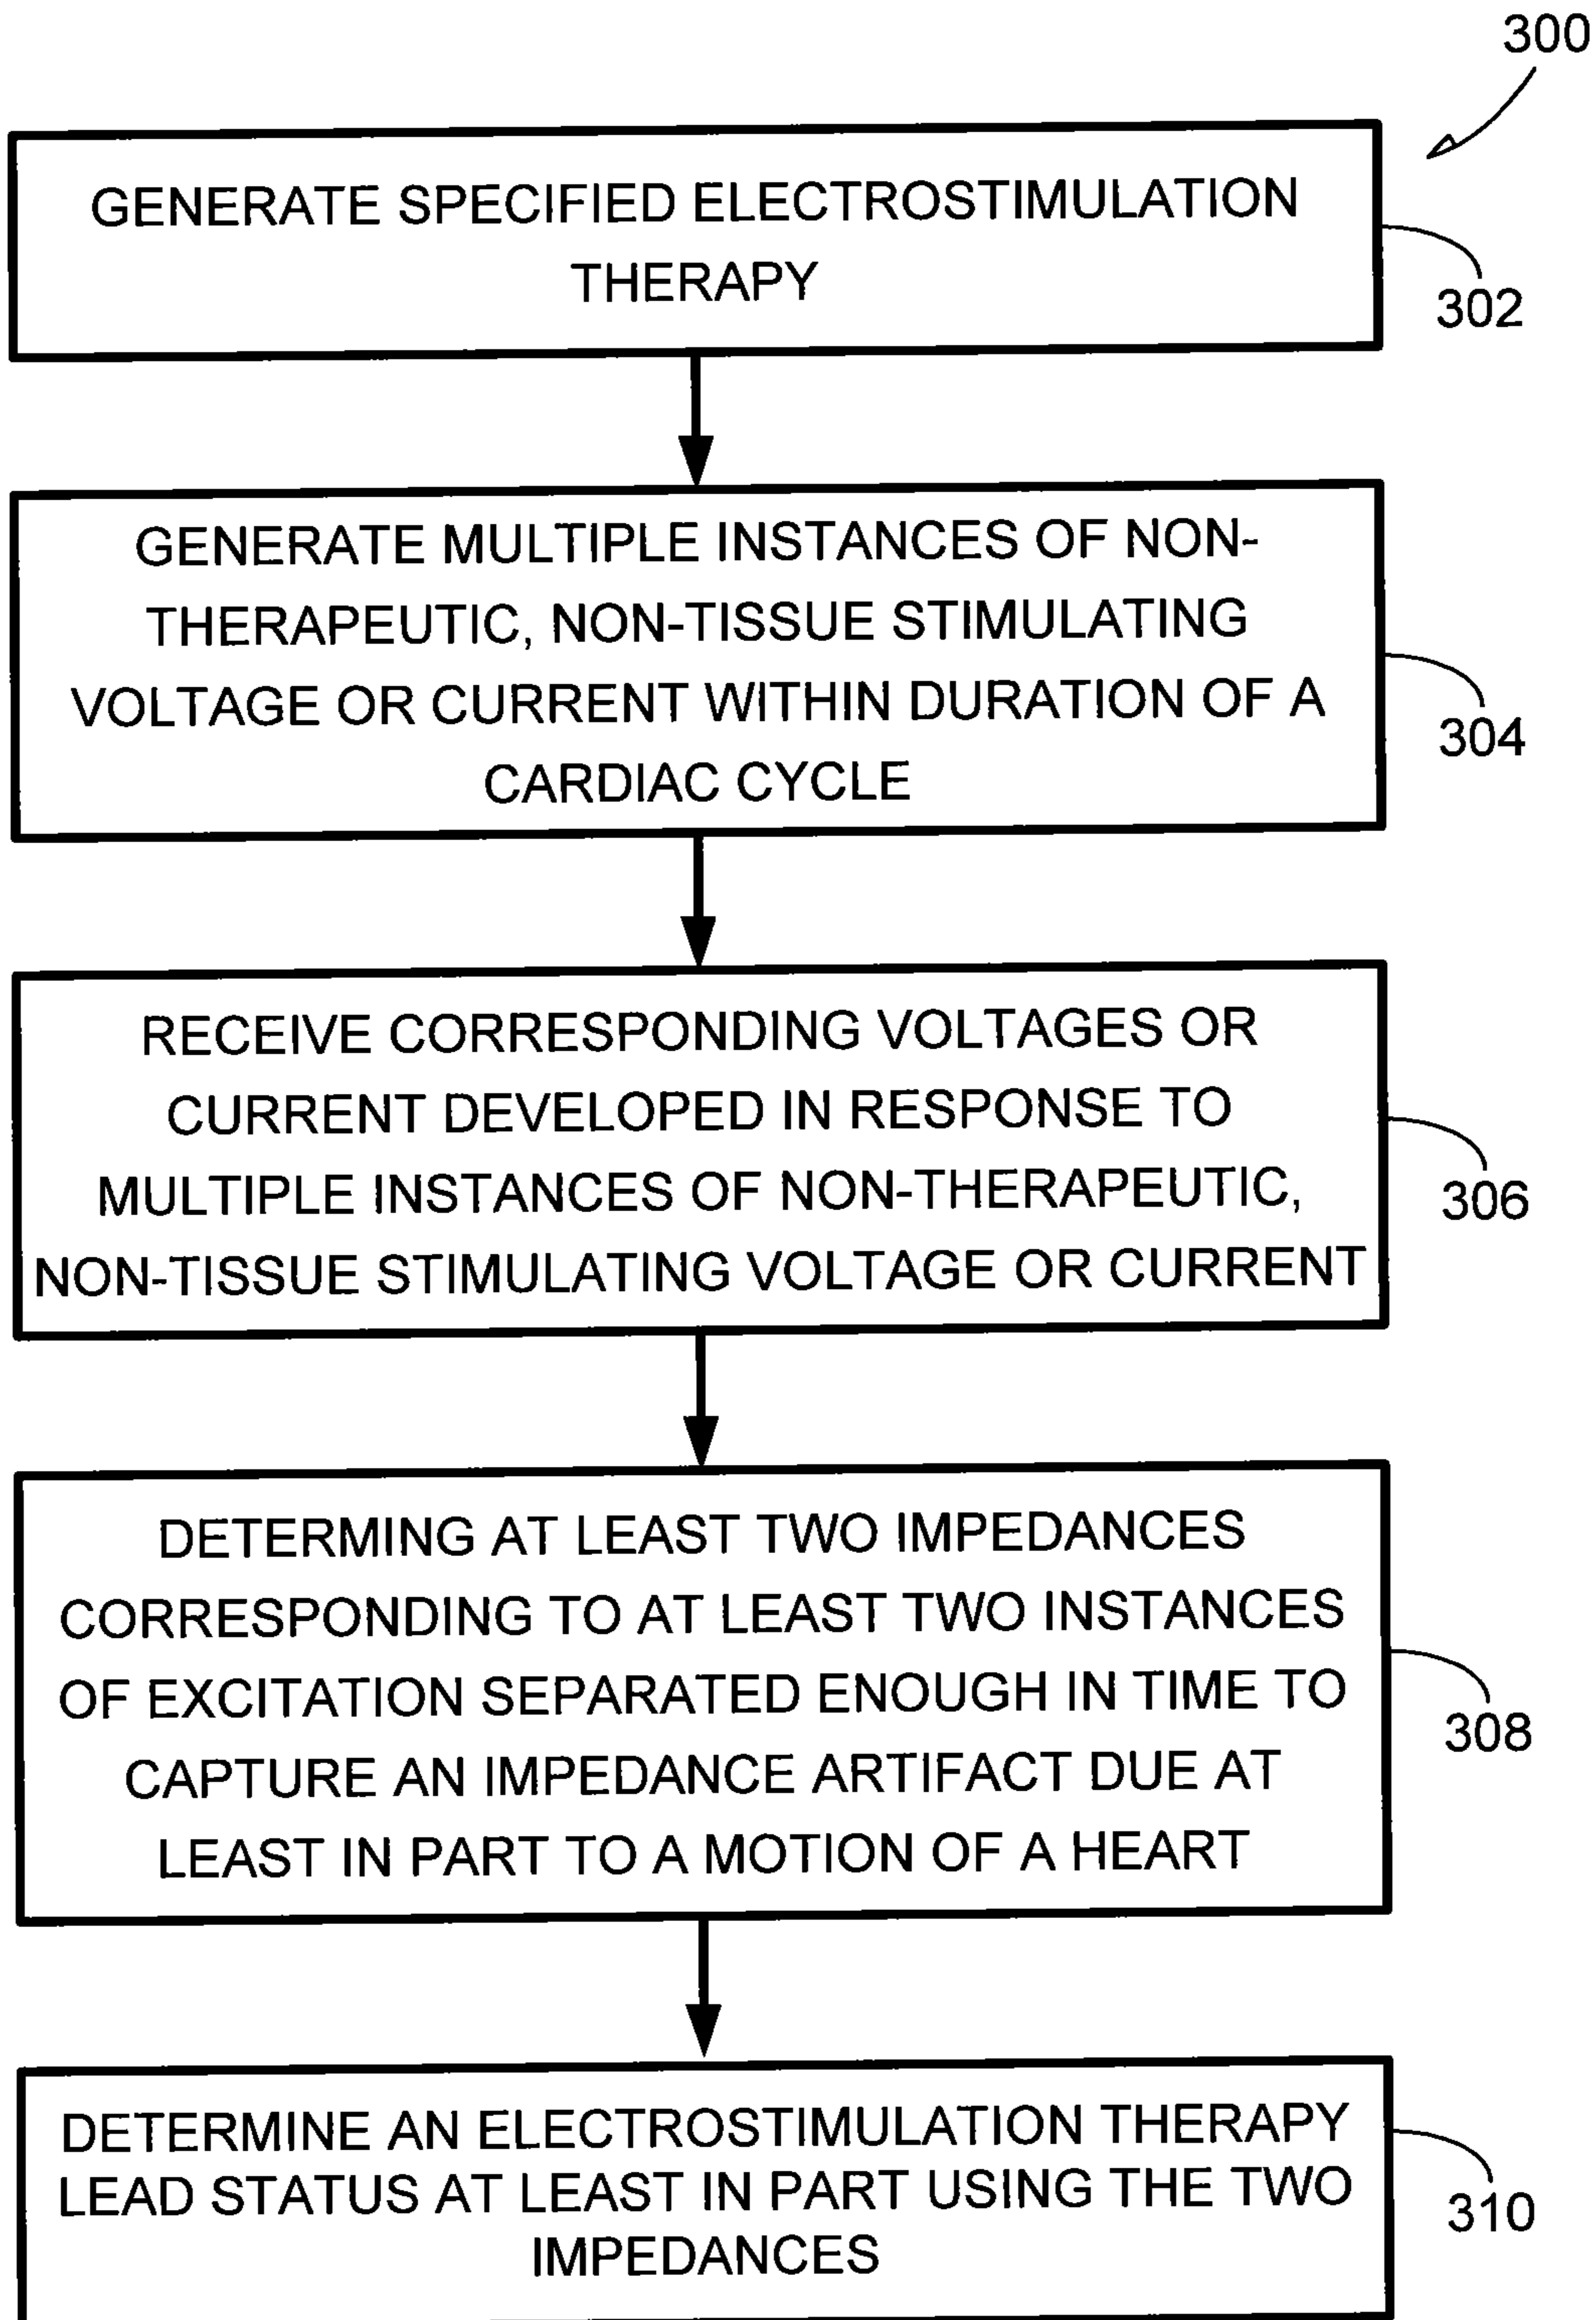 300
GENERATE SPECIFIED ELECTROSTIMULATION
THERAPY
302
GENERATE MULTIPLE INSTANCES OF NON-
THERAPEUTIC, NON-TISSUE STIMULATING
VOLTAGE OR CURRENT WITHIN DURATION OF A
CARDIAC CYCLE
304
RECEIVE CORRESPONDING VOLTAGES OR
CURRENT DEVELOPED IN RESPONSE TO
MULTIPLE INSTANCES OF NON-THERAPEUTIC,
NON-TISSUE STIMULATING VOLTAGE OR CURRENT
306
DETERMING AT LEAST TWO IMPEDANCES
CORRESPONDING TO AT LEAST TWO INSTANCES
OF EXCITATION SEPARATED ENOUGH IN TIME TO
CAPTURE AN IMPEDANCE ARTIFACT DUE AT
LEAST IN PART TO A MOTION OF A HEART
308
DETERMINE AN ELECTROSTIMULATION THERAPY
LEAD STATUS AT LEAST IN PART USING THE TWO
IMPEDANCES
310